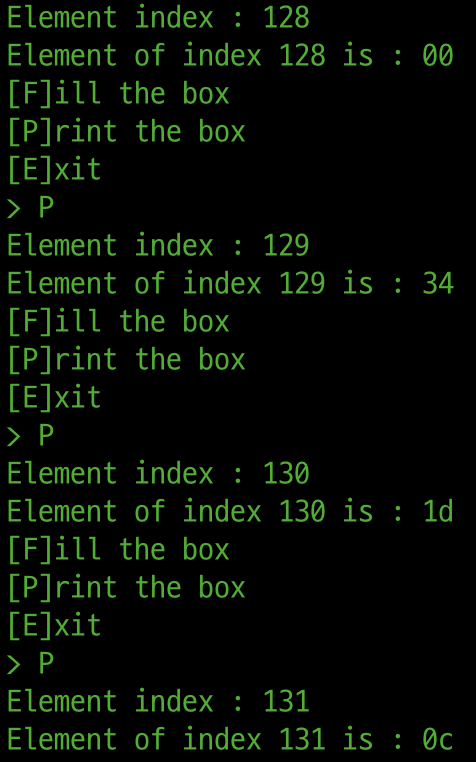 Element index : 128
Element of index 128 is : 00
[F]ill the box
[P]rint the box
[E]xit
> P
Element index : 129
Element of index 129 is : 34
[F]ill the box
[P]rint the box
[E]xit
> P
Element index : 130
Element of index 130 is : 1d
[F]ill the box
[P]rint the box
[E]xit
> P
Element index : 131
Element of index 131 is : 0c